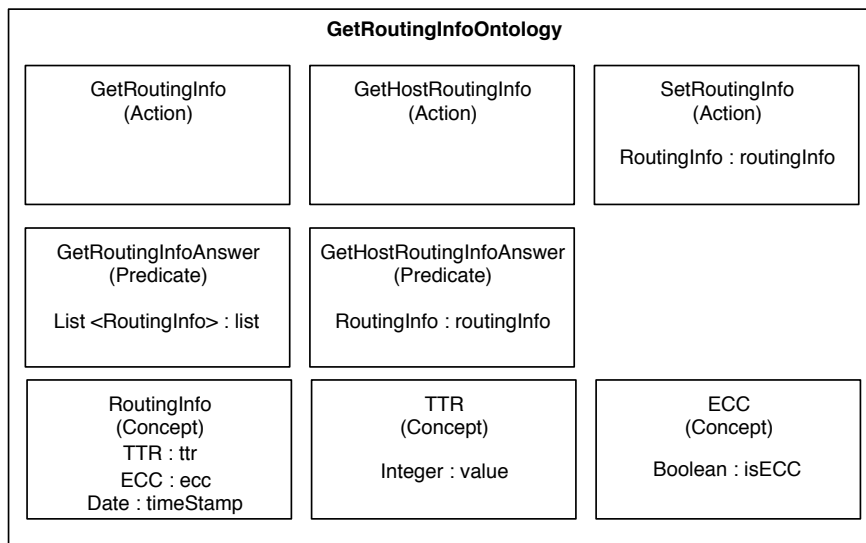 GetRoutingInfoOntology
GetRoutingInfo
(Action)
GetHostRoutingInfo
(Action)
SetRoutingInfo
(Action)
RoutingInfo : routingInfo
GetRoutingInfoAnswer
(Predicate)
List <RoutingInfo> : list
GetHostRoutingInfoAnswer
(Predicate)
RoutingInfo : routingInfo
RoutingInfo
(Concept)
TTR : ttr
ECC : ecc
Date : timeStamp
TTR
(Concept)
Integer : value
ECC
(Concept)
Boolean : isECC